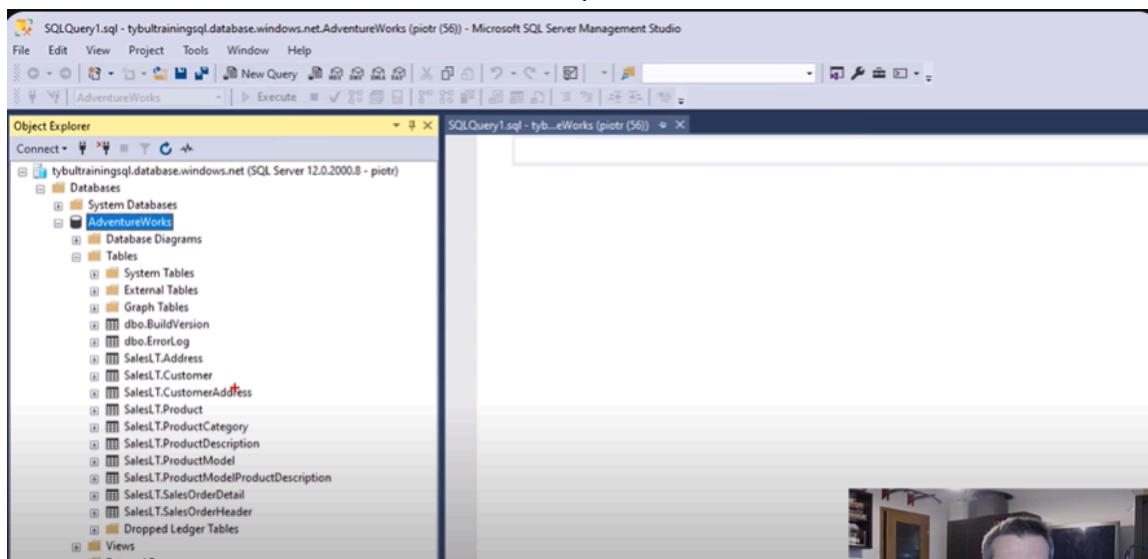 SQLQuery1.sql - tybultrainingsql.database.windows.net.AdventureWorks (piotr (56)) - Microsoft SQL Server Management Studio
File Edit View Project Tools Window Help
New Query
AdventureWorks Execute
Object Explorer
SQLQuery1.sql - tyb...eWorks (piotr (56))
Connect
tybultrainingsql.database.windows.net (SQL Server 12.0.2000.8 - piotr)
Databases
System Databases
AdventureWorks
Database Diagrams
Tables
System Tables
External Tables
Graph Tables
dbo.BuildVersion
dbo.ErrorLog
SalesLT.Address
SalesLT.Customer
SalesLT.CustomerAddress
SalesLT.Product
SalesLT.ProductCategory
SalesLT.ProductDescription
SalesLT.ProductModel
SalesLT.ProductModelProductDescription
SalesLT.SalesOrderDetail
SalesLT.SalesOrderHeader
Dropped Ledger Tables
Views